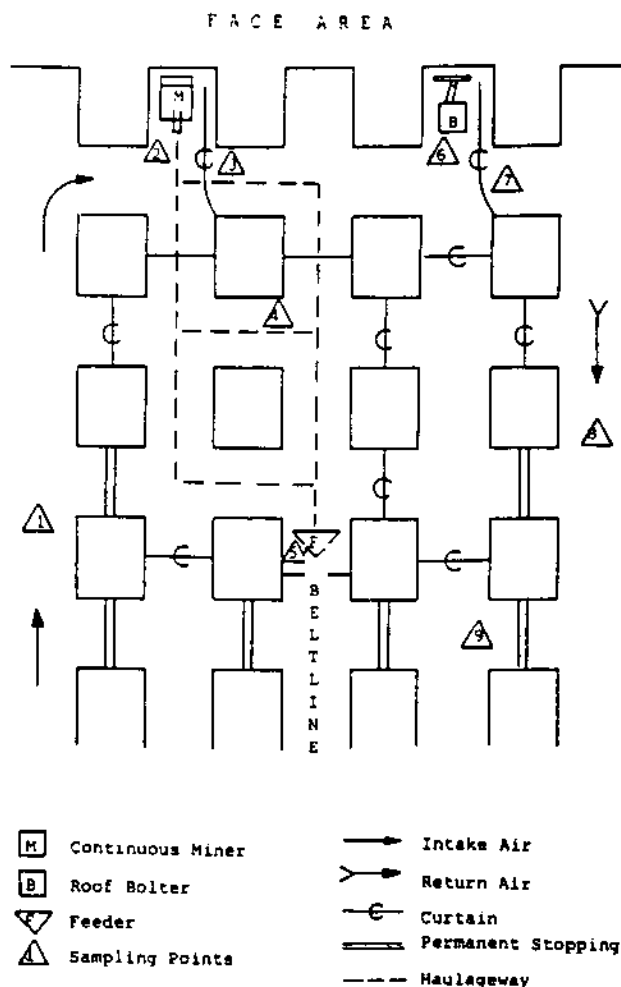 FACE AREA
M
B
2
C
3
C
6
7
C
4
C
C
C
8
C
1
C
5
F
C
9
BELTLINE
M Continuous Miner
B Roof Bolter
F Feeder
Sampling Points
Intake Air
Return Air
C Curtain
Permanent Stopping
Haulageway